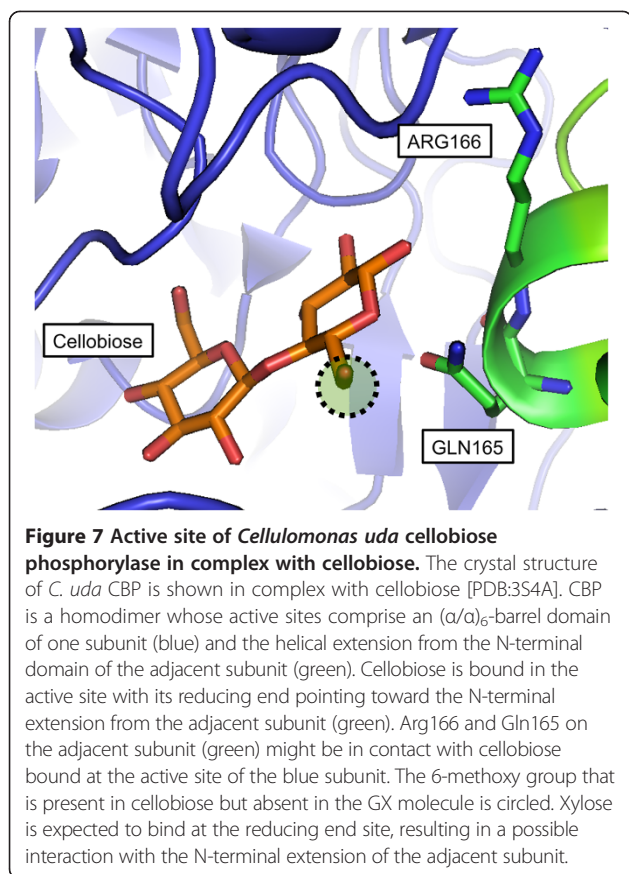 ARG166
Cellobiose
GLN165
Figure 7 Active site of Cellulomonas uda cellobiose
phosphorylase in complex with cellobiose. The crystal structure
of C. uda CBP is shown in complex with cellobiose [PDB:3S4A]. CBP
is a homodimer whose active sites comprise an (α/α)₆-barrel domain
of one subunit (blue) and the helical extension from the N-terminal
domain of the adjacent subunit (green). Cellobiose is bound in the
active site with its reducing end pointing toward the N-terminal
extension from the adjacent subunit (green). Arg166 and Gln165 on
the adjacent subunit (green) might be in contact with cellobiose
bound at the active site of the blue subunit. The 6-methoxy group that
is present in cellobiose but absent in the GX molecule is circled. Xylose
is expected to bind at the reducing end site, resulting in a possible
interaction with the N-terminal extension of the adjacent subunit.